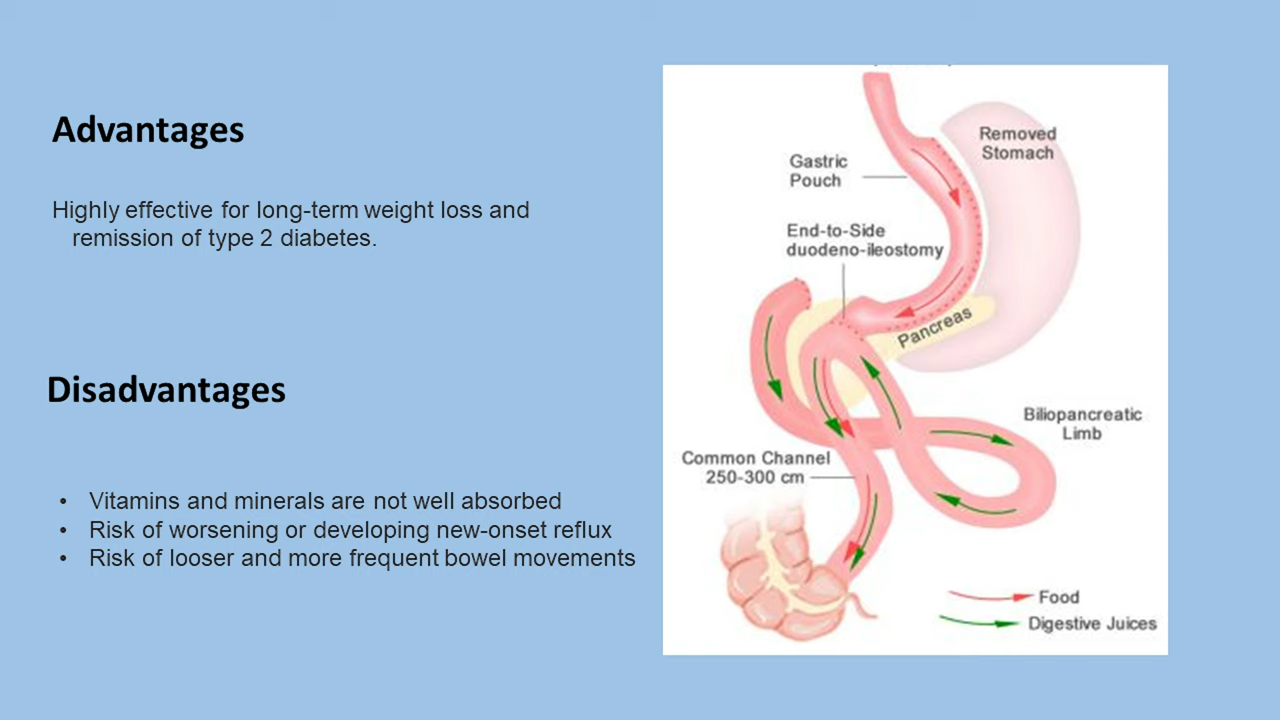 Advantages
Highly effective for long-term weight loss and
remission of type 2 diabetes.
Disadvantages
• Vitamins and minerals are not well absorbed
• Risk of worsening or developing new-onset reflux
• Risk of looser and more frequent bowel movements
Removed
Stomach
Gastric
Pouch
End-to-Side
duodeno-ileostomy
Pancreas
Biliopancreatic
Limb
Common Channel
250-300 cm
Food
Digestive Juices